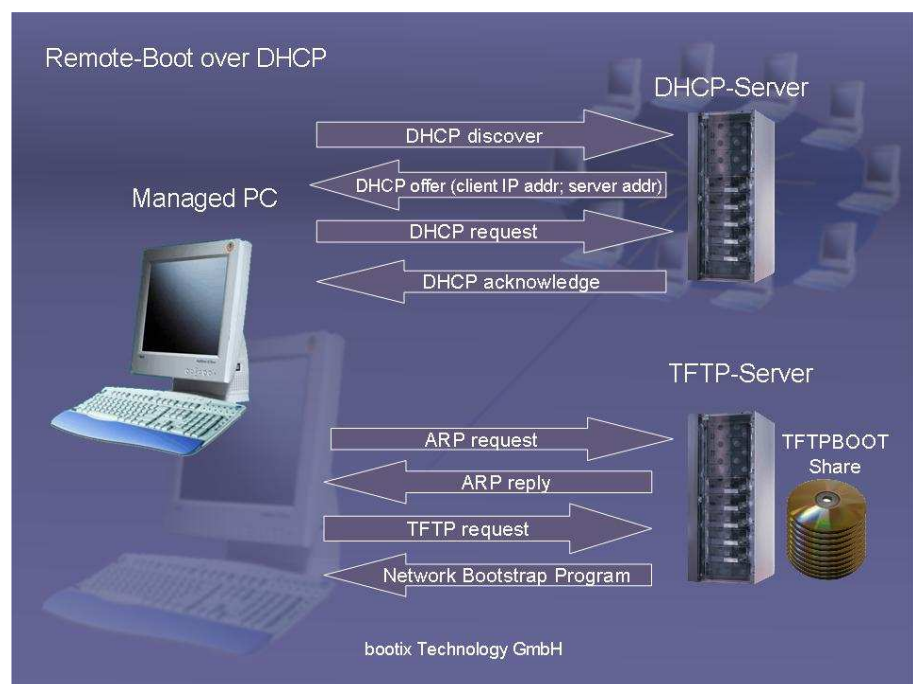 Remote-Boot over DHCP
DHCP-Server
DHCP discover
DHCP offer (client IP addr; server addr)
Managed PC
DHCP request
DHCP acknowledge
TFTP-Server
ARP request
TFTPBOOT
Share
ARP reply
TFTP request
Network Bootstrap Program
bootix Technology GmbH